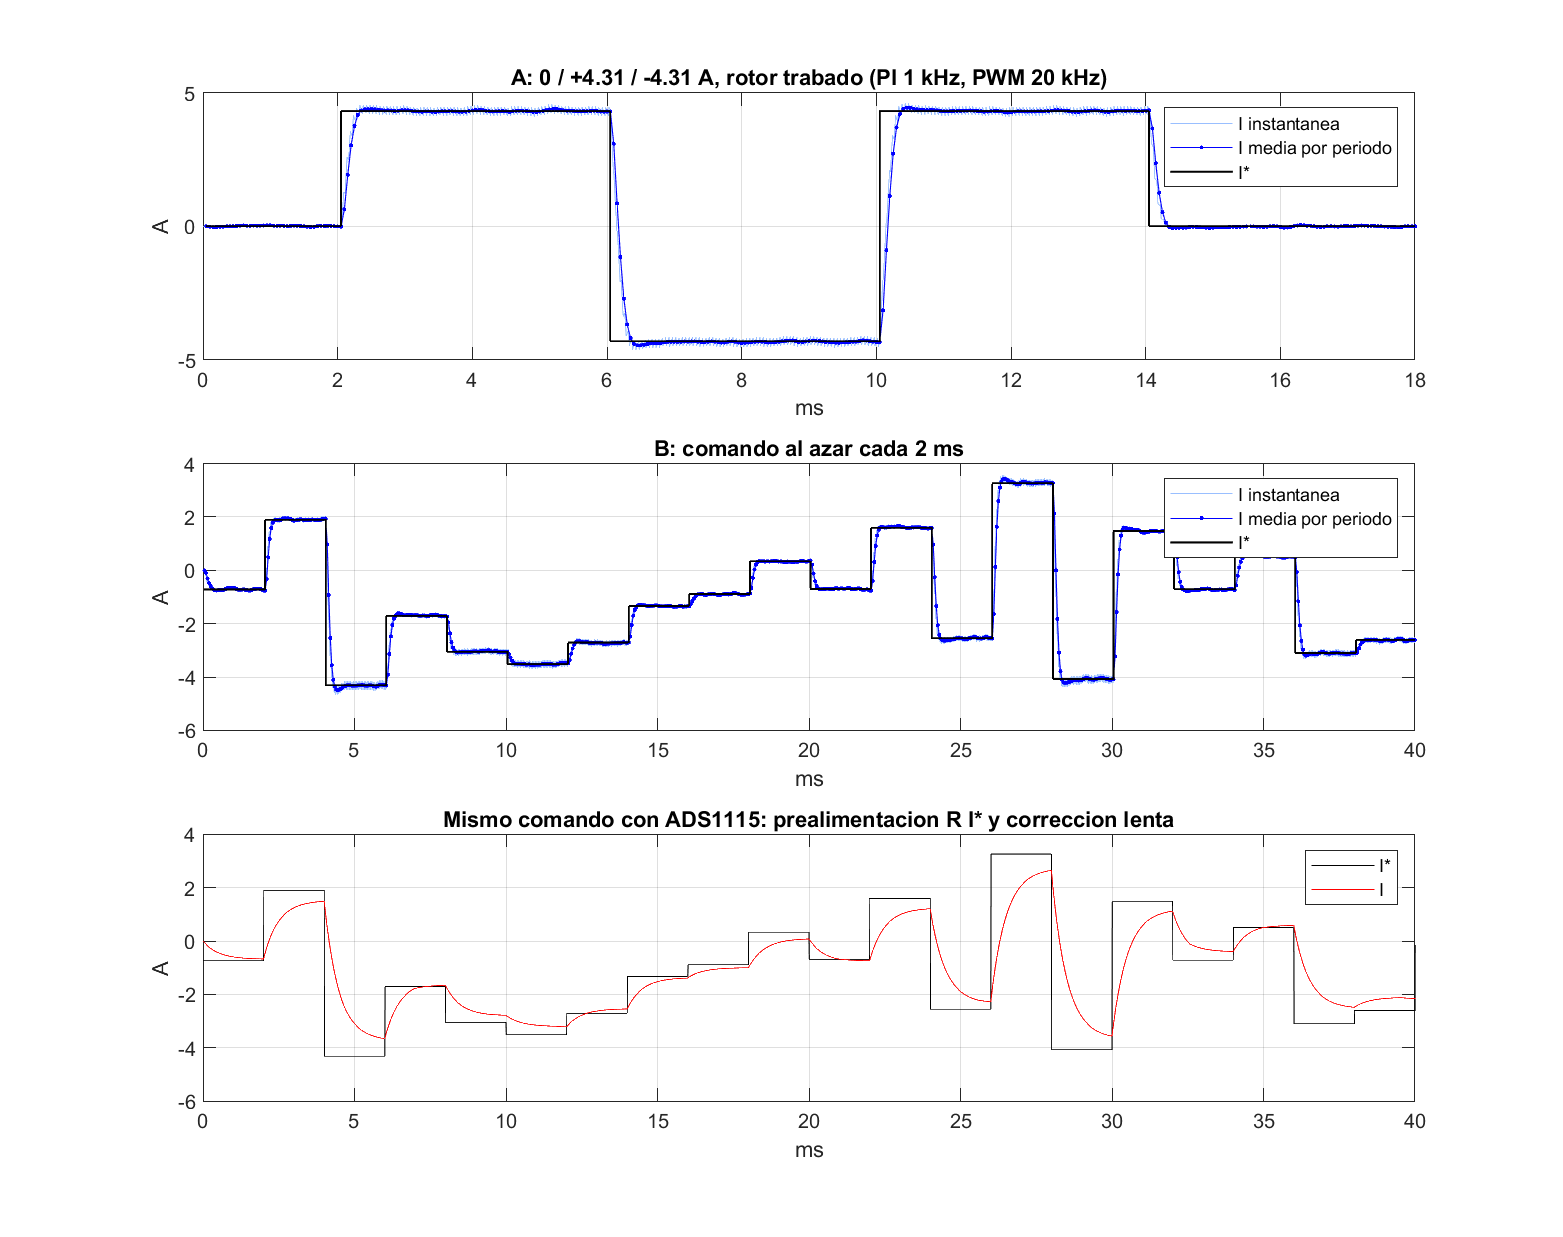 A: 0 / +4.31 / -4.31 A, rotor trabado (PI 1 kHz, PWM 20 kHz)
5
0
-5
A
I instantanea
I media por periodo
I*
0 2 4 6 8 10 12 14 16 18
ms
B: comando al azar cada 2 ms
4
2
0
-2
-4
-6
A
I instantanea
I media por periodo
I*
0 5 10 15 20 25 30 35 40
ms
Mismo comando con ADS1115: prealimentacion R I* y correccion lenta
4
2
0
-2
-4
-6
A
I*
I
0 5 10 15 20 25 30 35 40
ms